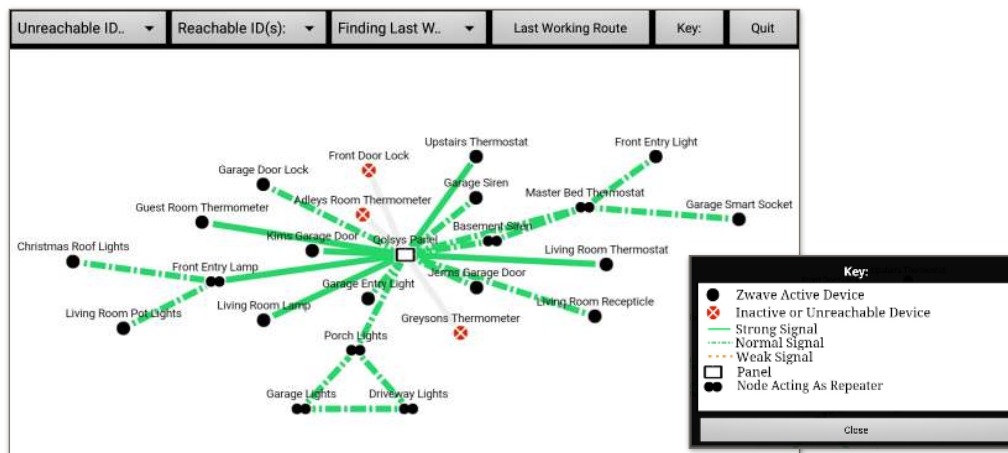 Unreachable ID..
Reachable ID(s):
Finding Last W..
Last Working Route
Key:
Quit
Upstairs Thermostat
Front Entry Light
Front Door Lock
Garage Door Lock
Garage Siren
Master Bed Thermostat
Adleys Room Thermometer
Guest Room Thermometer
Garage Smart Socket
Basement Siren
Kims Garage Door
Qolsys Panel
Christmas Roof Lights
Living Room Thermostat
Front Entry Lamp
Jerms Garage Door
Garage Entry Light
Living Room Lamp
Living Room Recepticle
Living Room Pot Lights
Greysons Thermometer
Porch Lights
Garage Lights
Driveway Lights
Key:
Zwave Active Device
Inactive or Unreachable Device
Strong Signal
Normal Signal
Weak Signal
Panel
Node Acting As Repeater
Close